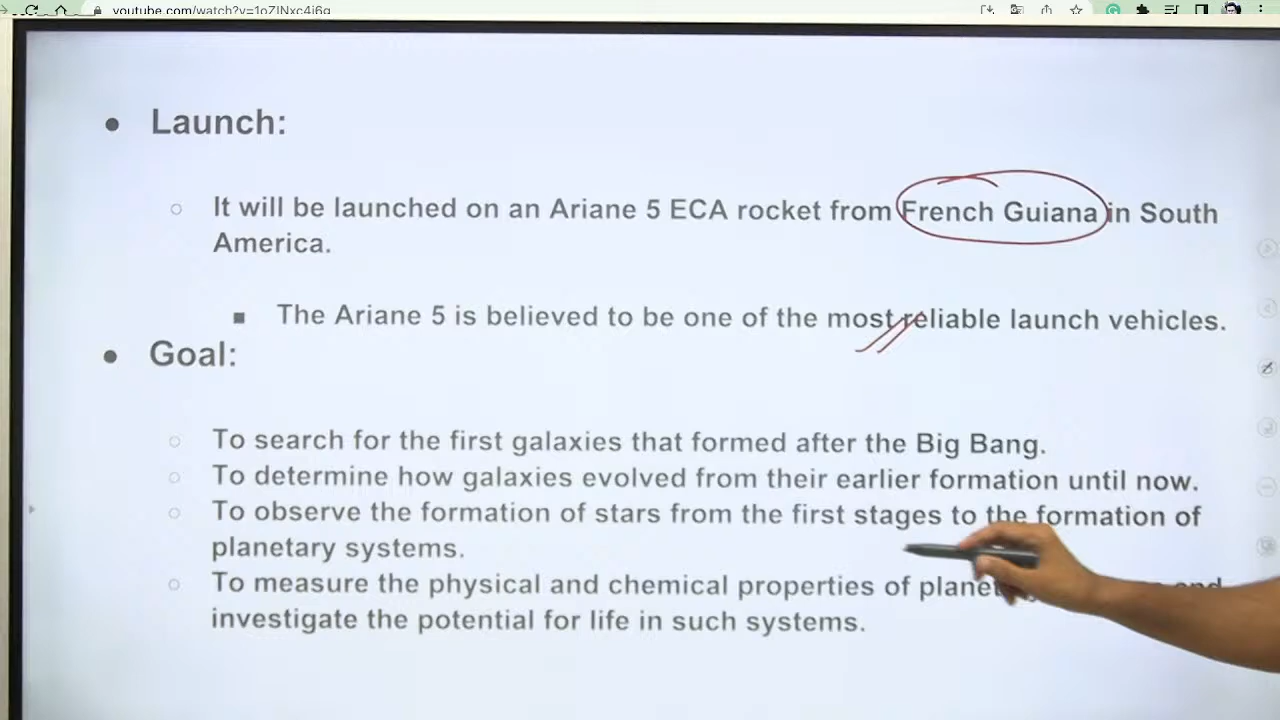 youtube.com/watch?v=1o7INxc4i6g
Launch:
It will be launched on an Ariane 5 ECA rocket from French Guiana in South
America.
The Ariane 5 is believed to be one of the most reliable launch vehicles.
Goal:
To search for the first galaxies that formed after the Big Bang.
To determine how galaxies evolved from their earlier formation until now.
To observe the formation of stars from the first stages to the formation of
planetary systems.
To measure the physical and chemical properties of and
investigate the potential for life in such systems.